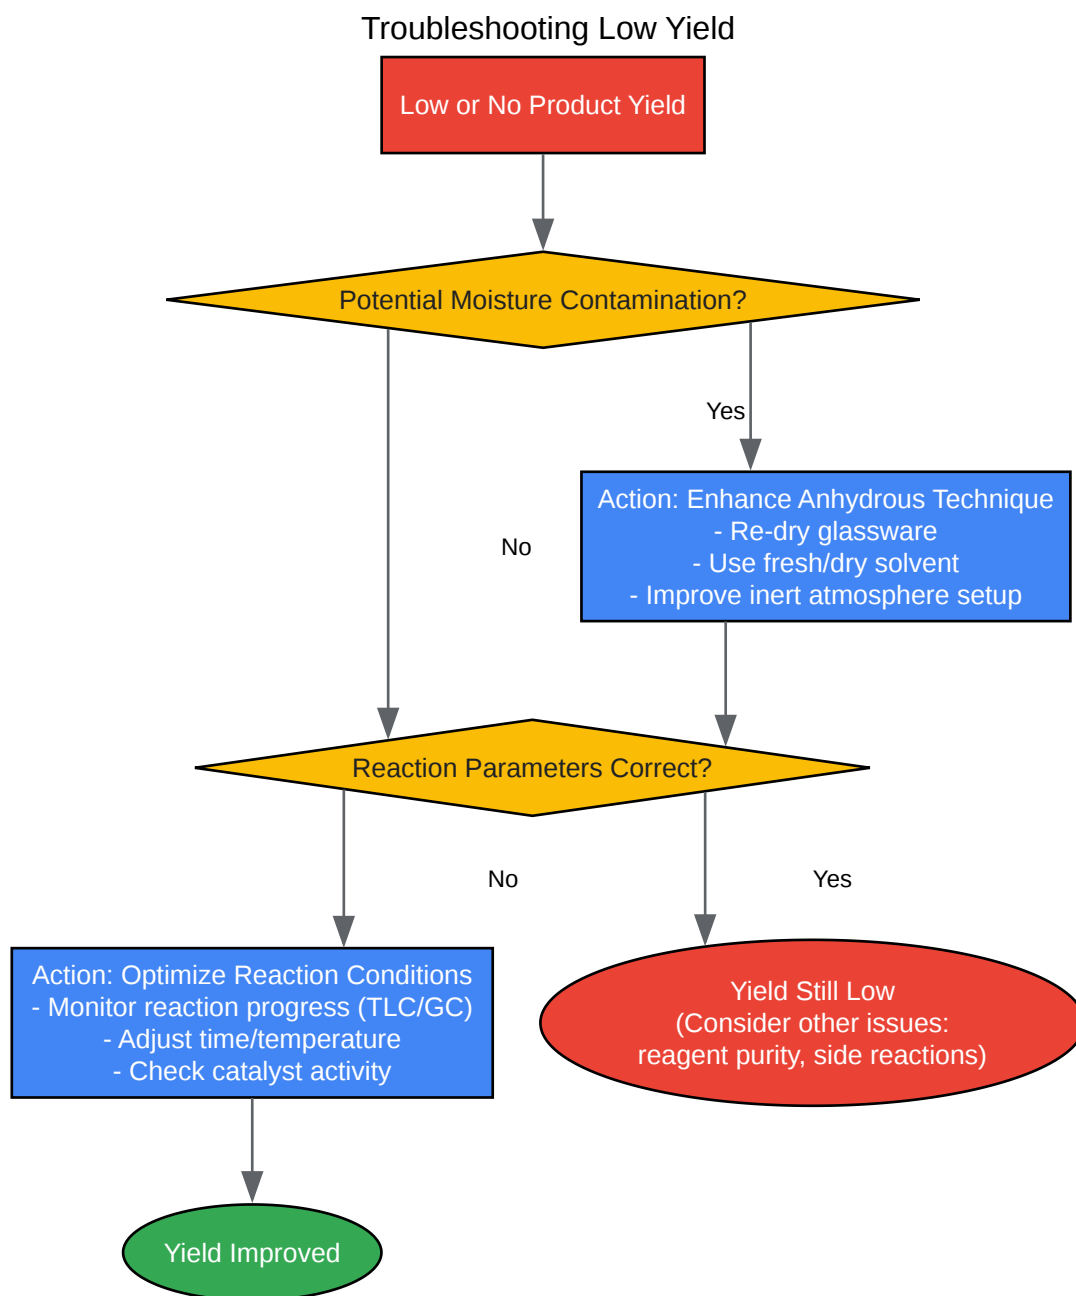 Troubleshooting Low Yield
Low or No Product Yield
Potential Moisture Contamination?
Yes
Action: Enhance Anhydrous Technique
- Re-dry glassware
- Use fresh/dry solvent
- Improve inert atmosphere setup
No
Reaction Parameters Correct?
No
Yes
Action: Optimize Reaction Conditions
- Monitor reaction progress (TLC/GC)
- Adjust time/temperature
- Check catalyst activity
Yield Still Low
(Consider other issues:
reagent purity, side reactions)
Yield Improved